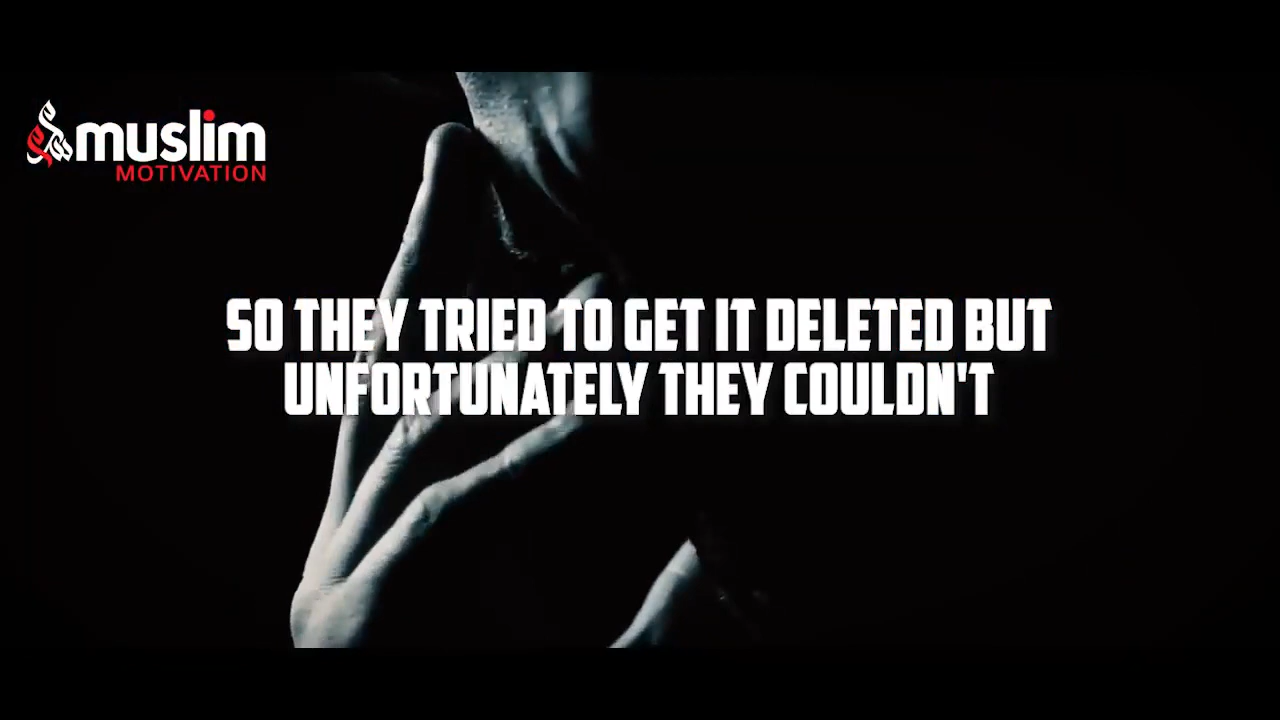 muslim
MOTIVATION
SO THEY TRIED TO GET IT DELETED BUT
UNFORTUNATELY THEY COULDN'T